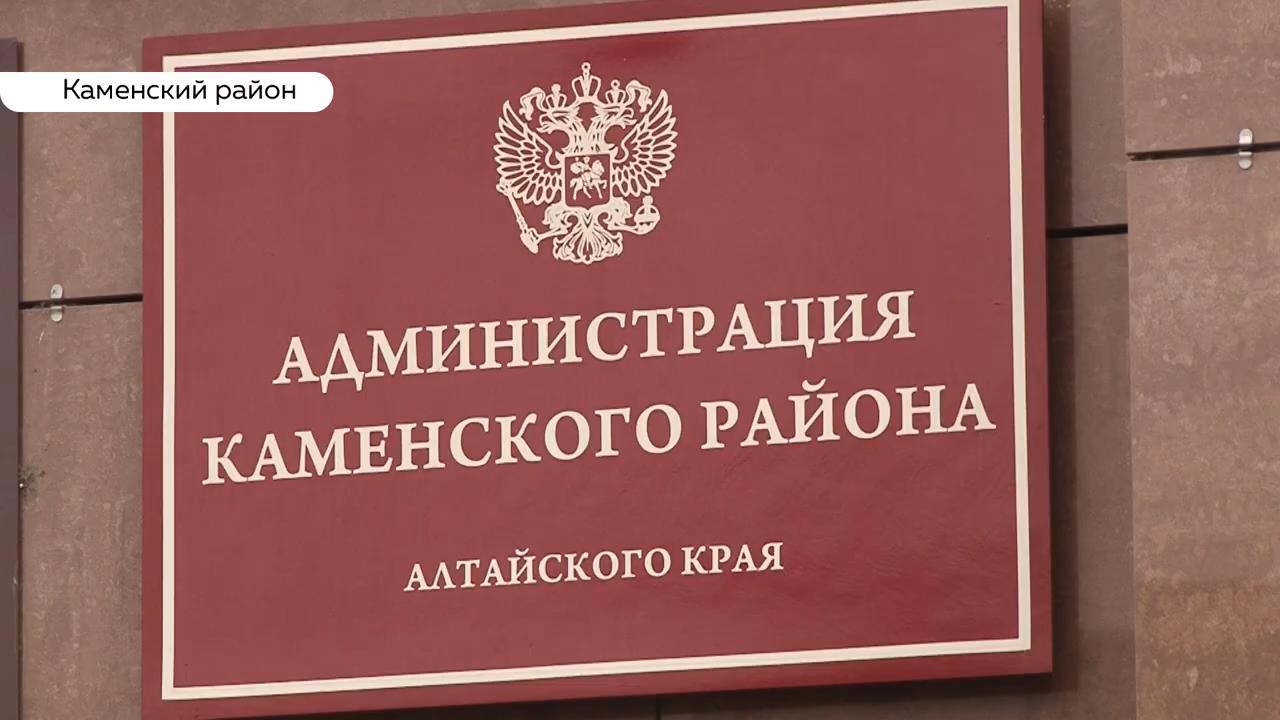 Каменский район
АДМИНИСТРАЦИЯ
КАМЕНСКОГО РАЙОНА
АЛТАЙСКОГО КРАЯ